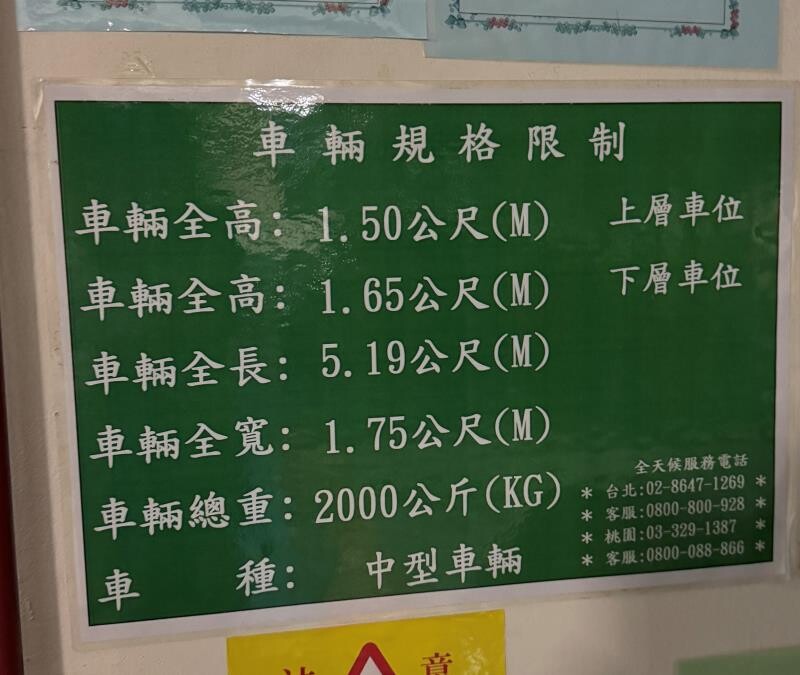 車輛規格限制
車輛全高: 1.50公尺(M) 上層車位
車輛全高: 1.65公尺(M) 下層車位
車輛全長: 5.19公尺(M)
車輛全寬: 1.75公尺(M)
車輛總重: 2000公斤(KG)
車 種: 中型車輛
全天候服務電話
* 台北:02-8647-1269 *
* 客服:0800-800-928 *
* 桃園:03-329-1387 *
* 客服:0800-088-866 *
意